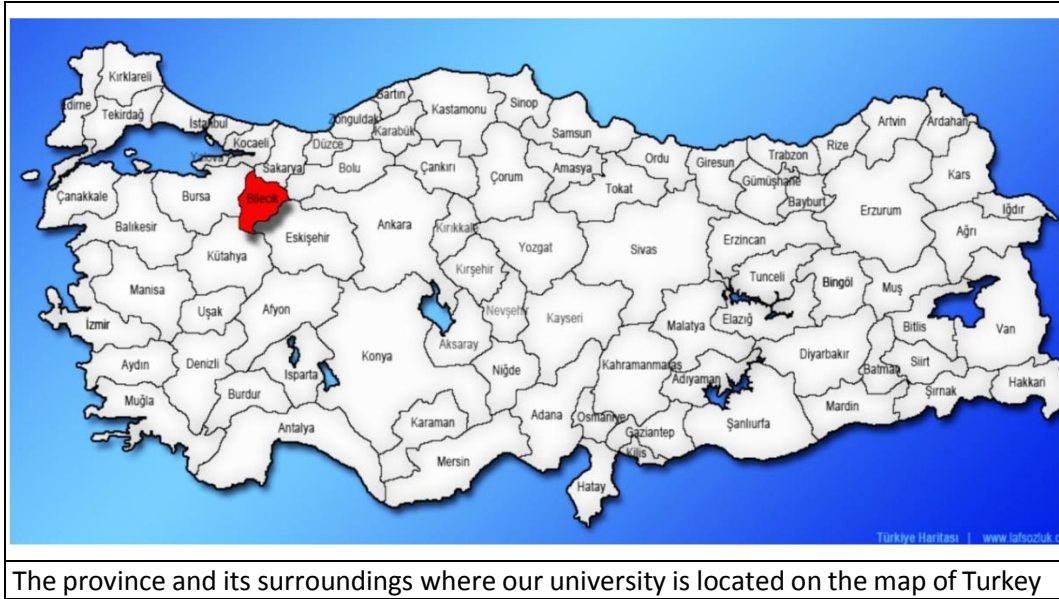 Kırklareli
Edirne
Tekirdağ
İstanbul
Kocaeli
Yalova
Sakarya
Düzce
Zonguldak
Bartın
Karabük
Kastamonu
Sinop
Samsun
Bolu
Çankırı
Çorum
Amasya
Tokat
Ordu
Giresun
Trabzon
Rize
Artvin
Ardahan
Gümüşhane
Bayburt
Kars
Iğdır
Erzurum
Ağrı
Çanakkale
Bursa
Bilecik
Balıkesir
Eskişehir
Ankara
Kırıkkale
Yozgat
Sivas
Erzincan
Kütahya
Kırşehir
Tunceli
Bingöl
Muş
Manisa
Uşak
Afyon
Nevşehir
Kayseri
Malatya
Elazığ
Bitlis
Van
İzmir
Aksaray
Konya
Aydın
Denizli
Isparta
Niğde
Kahramanmaraş
Adıyaman
Diyarbakır
Batman
Siirt
Şırnak
Hakkari
Muğla
Burdur
Antalya
Karaman
Mersin
Adana
Osmaniye
Gaziantep
Kilis
Şanlıurfa
Mardin
Hatay
Türkiye Haritası | www.lafsozluk.c
The province and its surroundings where our university is located on the map of Turkey